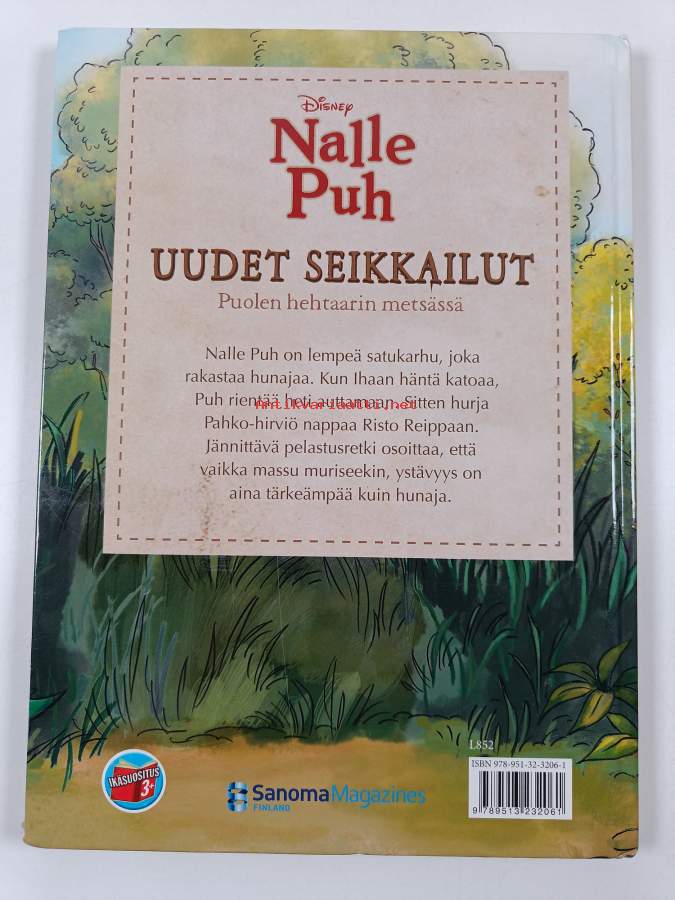 Disney
Nalle
Puh
UUDET SEIKKAILUT
Puolen hehtaarin metsässä
Nalle Puh on lempeä satukarhu, joka
rakastaa hunajaa. Kun Ihaan häntä katoaa,
Puh rientää heti auttamaan. Sitten hurja
antikvariaatti.net
Pahko-hirviö nappaa Risto Reippaan.
Jännittävä pelastusretki osoittaa, että
vaikka massu muriseekin, ystävyys on
aina tärkeämpää kuin hunaja.
L852
ISBN 978-951-32-3206-1
9 789513 232061
IKÄSUOSITUS
3+
SanomaMagazines
FINLAND